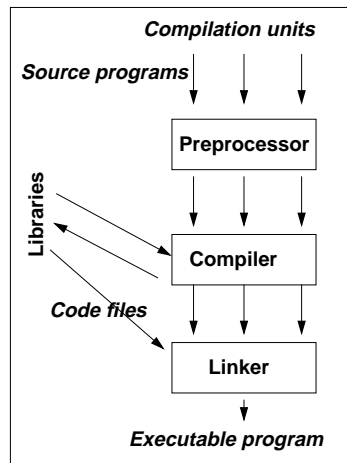 Compilation units
Source programs
Preprocessor
Libraries
Compiler
Code files
Linker
Executable program